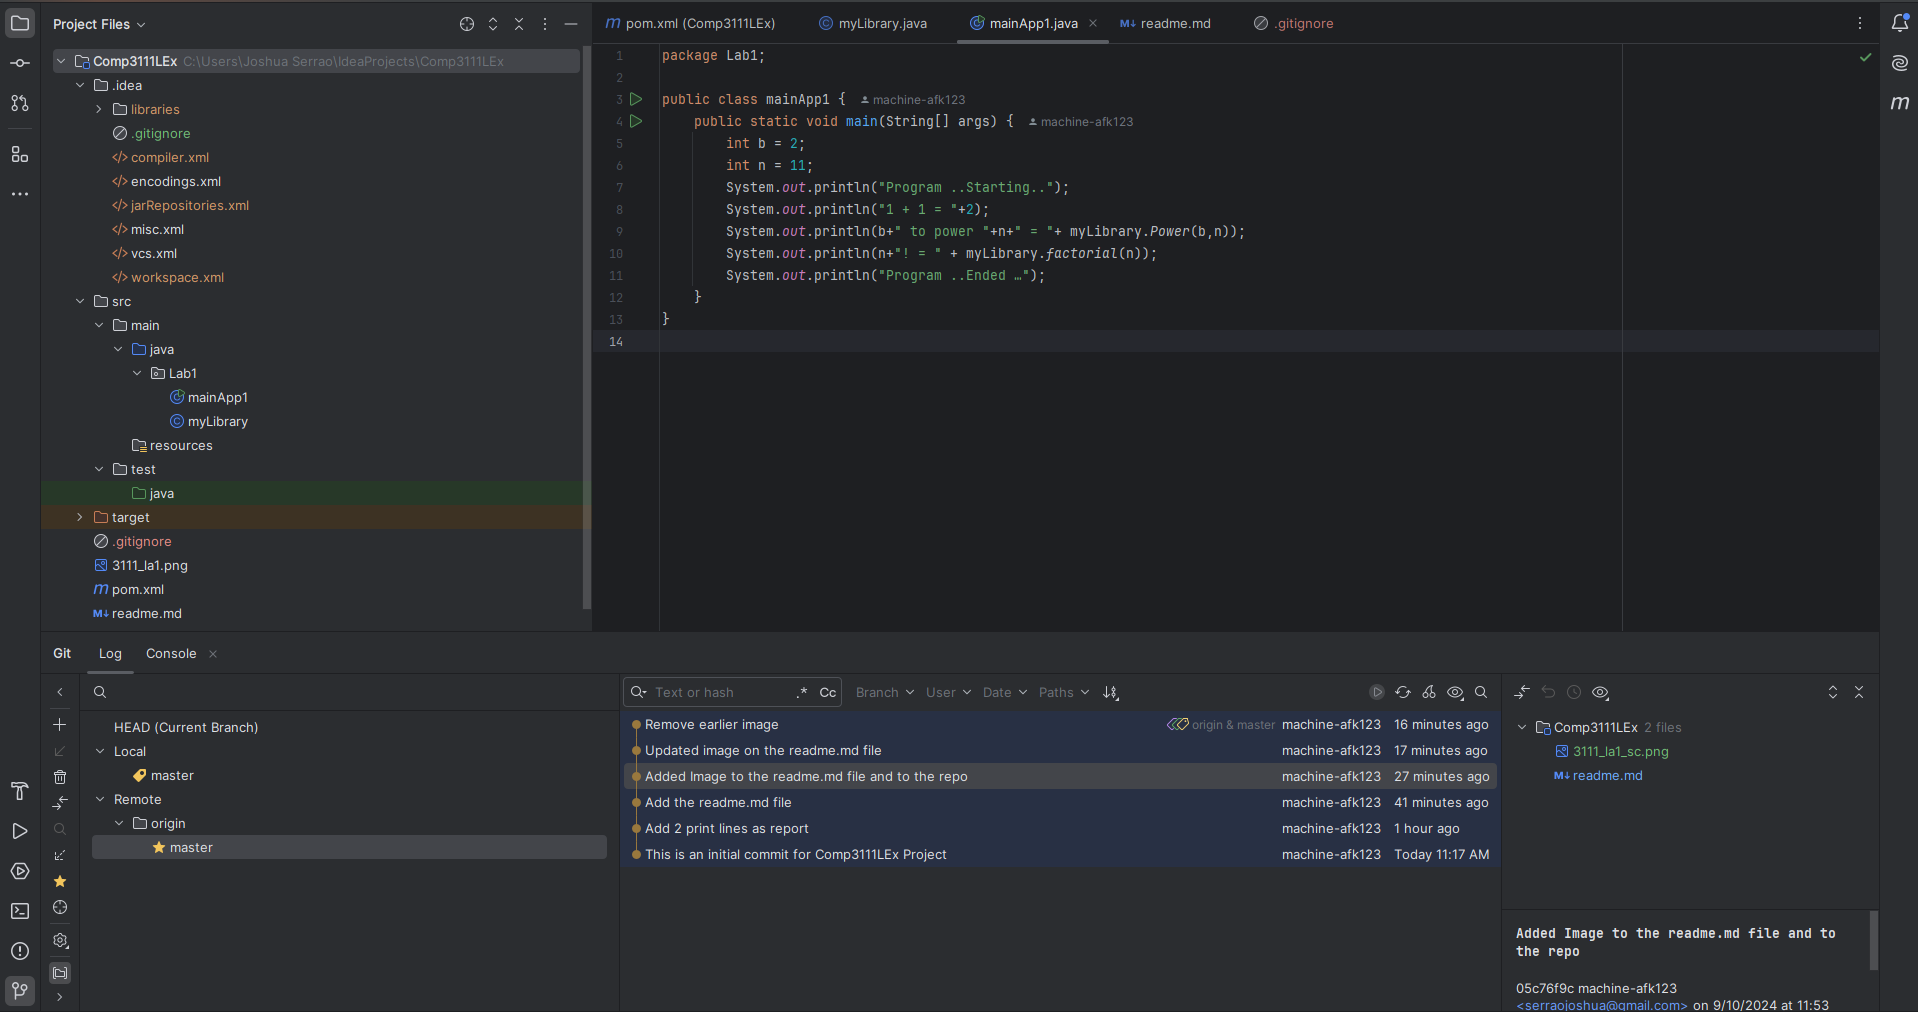 Project Files
Comp3111LEx C:\Users\Joshua Serrao\IdeaProjects\Comp3111LEx
.idea
libraries
.gitignore
compiler.xml
encodings.xml
jarRepositories.xml
misc.xml
vcs.xml
workspace.xml
src
main
java
Lab1
mainApp1
myLibrary
resources
test
java
target
.gitignore
3111_la1.png
m pom.xml
M↓ readme.md
m pom.xml (Comp3111LEx) © myLibrary.java © mainApp1.java × M↓ readme.md .gitignore
1 package Lab1;
2
3 public class mainApp1 { machine-afk123
4 public static void main(String[] args) { machine-afk123
5 int b = 2;
6 int n = 11;
7 System.out.println("Program ..Starting..");
8 System.out.println("1 + 1 = "+2);
9 System.out.println(b+" to power "+n+" = "+ myLibrary.Power(b,n));
10 System.out.println(n+"! = " + myLibrary.factorial(n));
11 System.out.println("Program ..Ended …");
12 }
13 }
14
m
Git Log Console ×
HEAD (Current Branch)
Local
master
Remote
origin
master
Text or hash .* Cc Branch User Date Paths
Remove earlier image origin & master machine-afk123 16 minutes ago
Updated image on the readme.md file machine-afk123 17 minutes ago
Added Image to the readme.md file and to the repo machine-afk123 27 minutes ago
Add the readme.md file machine-afk123 41 minutes ago
Add 2 print lines as report machine-afk123 1 hour ago
This is an initial commit for Comp3111LEx Project machine-afk123 Today 11:17 AM
Comp3111LEx 2 files
3111_la1_sc.png
M↓ readme.md
Added Image to the readme.md file and to
the repo
05c76f9c machine-afk123
<serraojoshua@gmail.com> on 9/10/2024 at 11:53